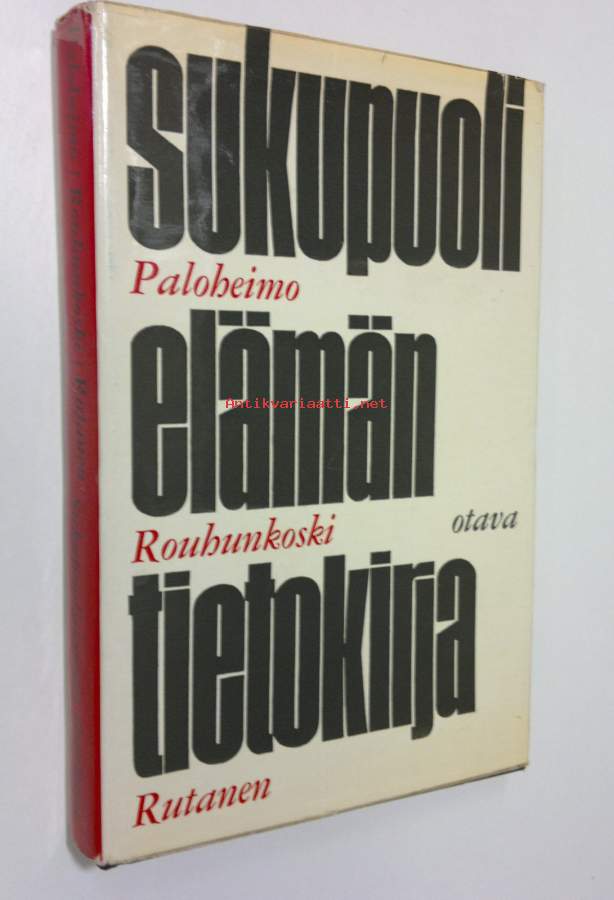 sukupuoli
Paloheimo
elämän
Antikvariaatti.net
Rouhunkoski
otava
tietokirja
Rutanen